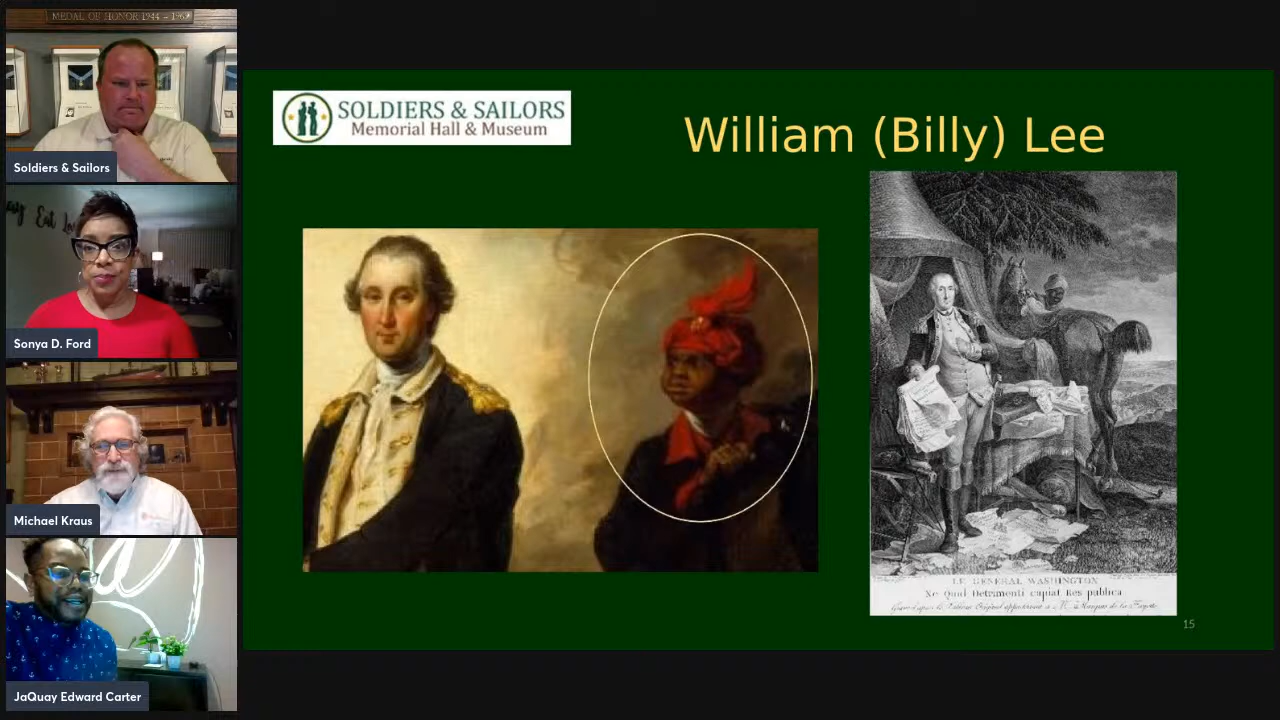 MEDAL OF HONOR 1944 - 1969
Soldiers & Sailors
Sonya D. Ford
Michael Kraus
JaQuay Edward Carter
SOLDIERS & SAILORS
Memorial Hall & Museum
William (Billy) Lee
LE GENERAL WASHINGTON
Ne Quid Detrimenti capiat Res publica
15